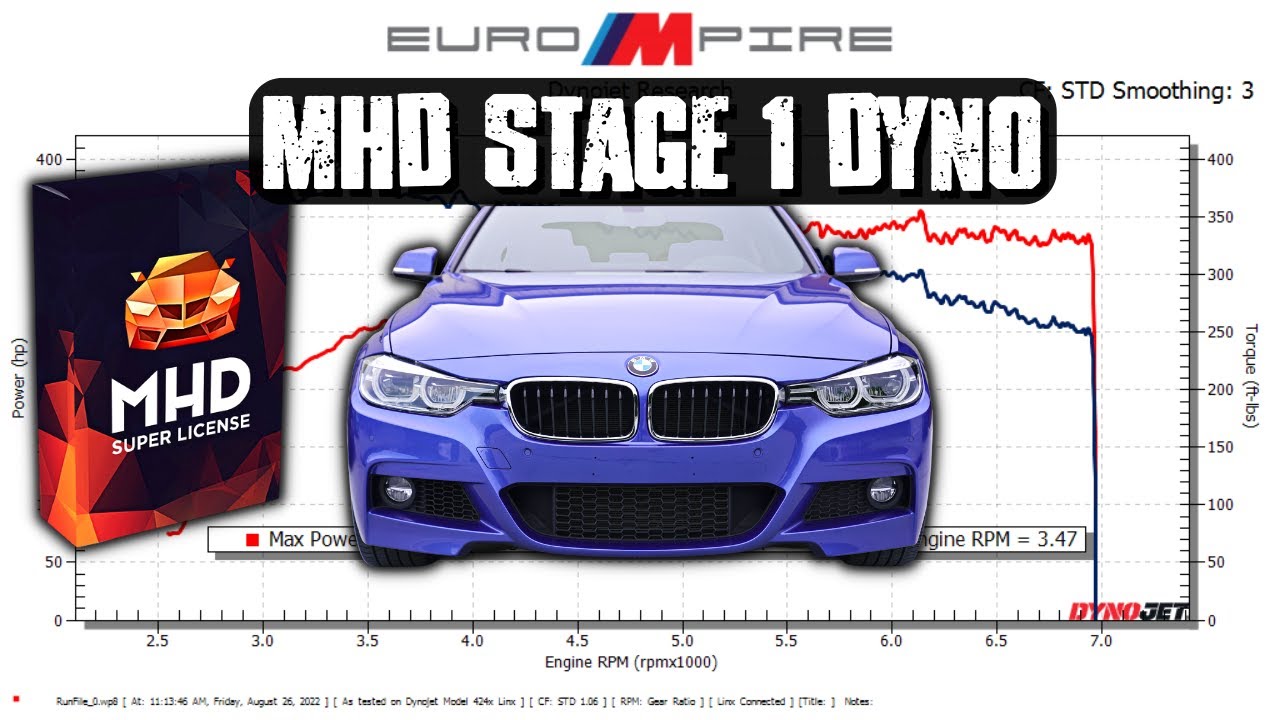 EURO MPIRE
Dynojet Research
CF: STD Smoothing: 3
MHD STAGE 1 DYNO
400
400
350
300
250
200
150
100
50
50
0
0
Power (hp)
Torque (ft-lbs)
MHD
SUPER LICENSE
Max Powe
ngine RPM = 3.47
DYNOJET
2.5 3.0 3.5 4.0 4.5 5.0 5.5 6.0 6.5 7.0
Engine RPM (rpmx1000)
RunFile_0.wp8 [ At: 11:13:46 AM, Friday, August 26, 2022 ] [ As tested on Dynojet Model 424x Linx ] [ CF: STD 1.06 ] [ RPM: Gear Ratio ] [ Linx Connected ] [Title: ] Notes: